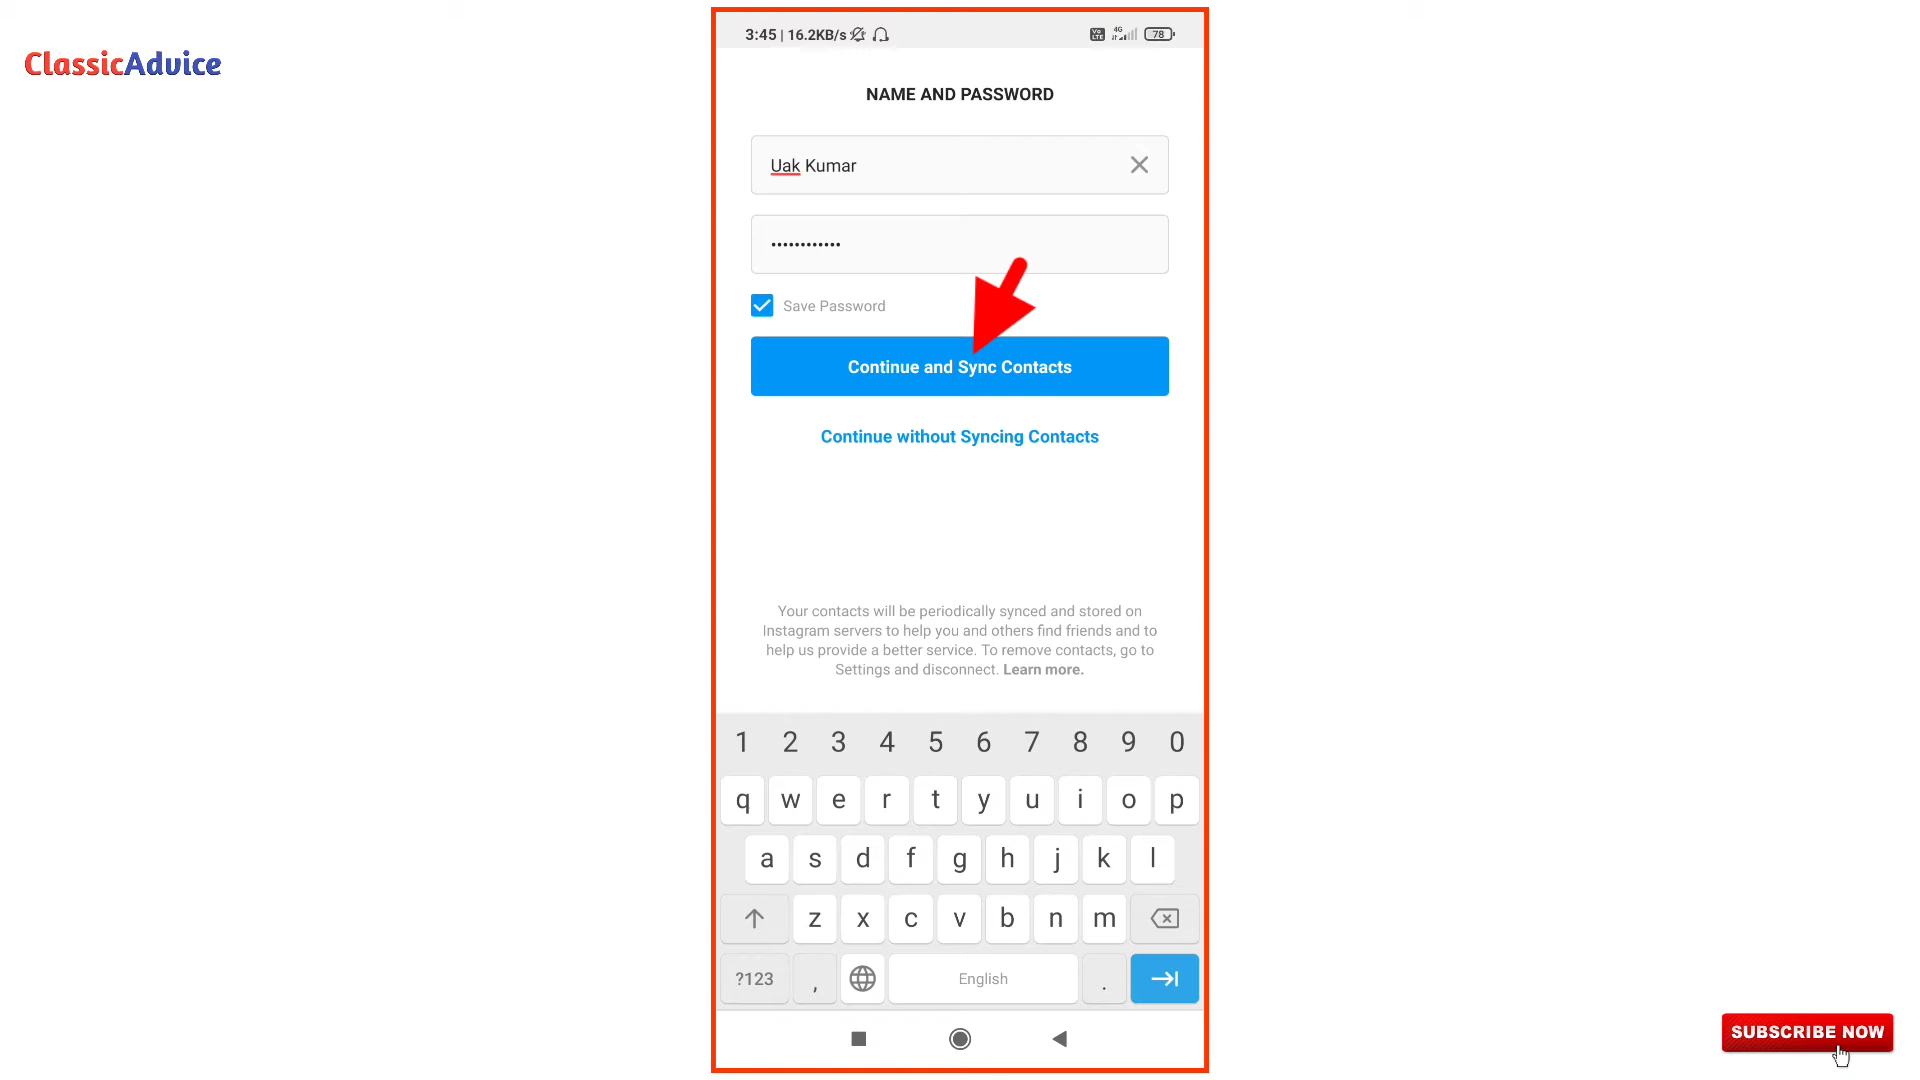 ClassicAdvice
3:45 | 16.2KB/s
Vo LTE
4G
78
NAME AND PASSWORD
Uak Kumar
••••••••••••
Save Password
Continue and Sync Contacts
Continue without Syncing Contacts
Your contacts will be periodically synced and stored on
Instagram servers to help you and others find friends and to
help us provide a better service. To remove contacts, go to
Settings and disconnect. Learn more.
1 2 3 4 5 6 7 8 9 0
q w e r t y u i o p
a s d f g h j k l
z x c v b n m
?123 , English .
SUBSCRIBE NOW